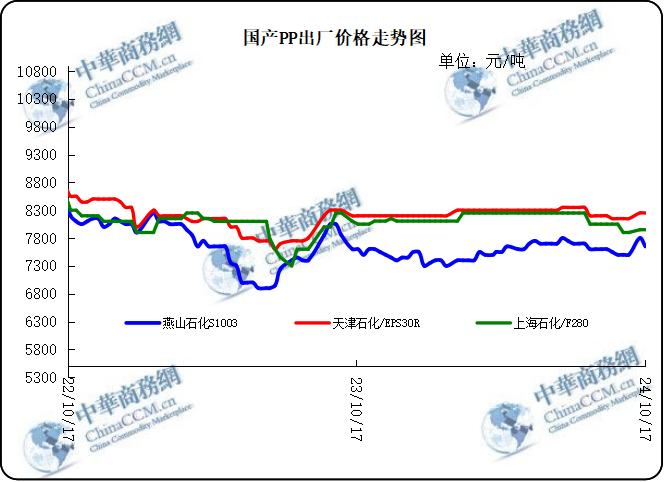 国产PP出厂价格走势图
单位：元/吨
中華商務網
ChinaCCM.cn
China Commodity Marketplace
中華商務網
ChinaCCM.cn
China Commodity Marketplace
10800
10300
9800
9300
8800
8300
7800
7300
6800
6300
5800
5300
中華商務網
ChinaCCM.cn
China Commodity Marketplace
燕山石化S1003
天津石化/EPS30R
上海石化/F280
22/10/17
23/10/17
24/10/17
中華商務網
ChinaCCM.cn
China Commodity Marketplace
中華商務網
ChinaCCM.cn
China Commodity Marketplace